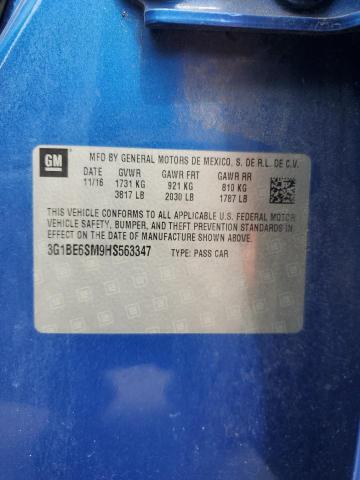 GM
MFD BY GENERAL MOTORS DE MEXICO, S. DE R.L. DE C.V.
DATE GVWR GAWR FRT GAWR RR
11/16 1731 KG 921 KG 810 KG
3817 LB 2030 LB 1787 LB
THIS VEHICLE CONFORMS TO ALL APPLICABLE U.S. FEDERAL MOTOR
VEHICLE SAFETY, BUMPER, AND THEFT PREVENTION STANDARDS IN
EFFECT ON THE DATE OF MANUFACTURE SHOWN ABOVE.
3G1BE6SM9HS563347 TYPE: PASS CAR